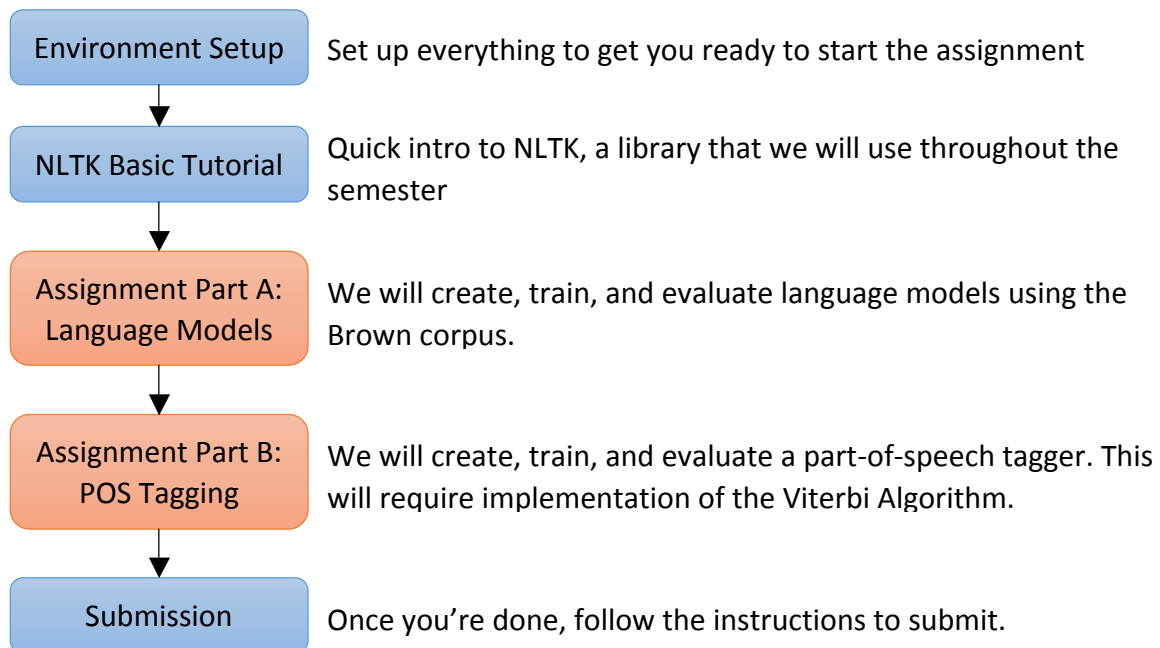 Environment Setup
Set up everything to get you ready to start the assignment
NLTK Basic Tutorial
Quick intro to NLTK, a library that we will use throughout the
semester
Assignment Part A:
Language Models
We will create, train, and evaluate language models using the
Brown corpus.
Assignment Part B:
POS Tagging
We will create, train, and evaluate a part-of-speech tagger. This
will require implementation of the Viterbi Algorithm.
Submission
Once you’re done, follow the instructions to submit.